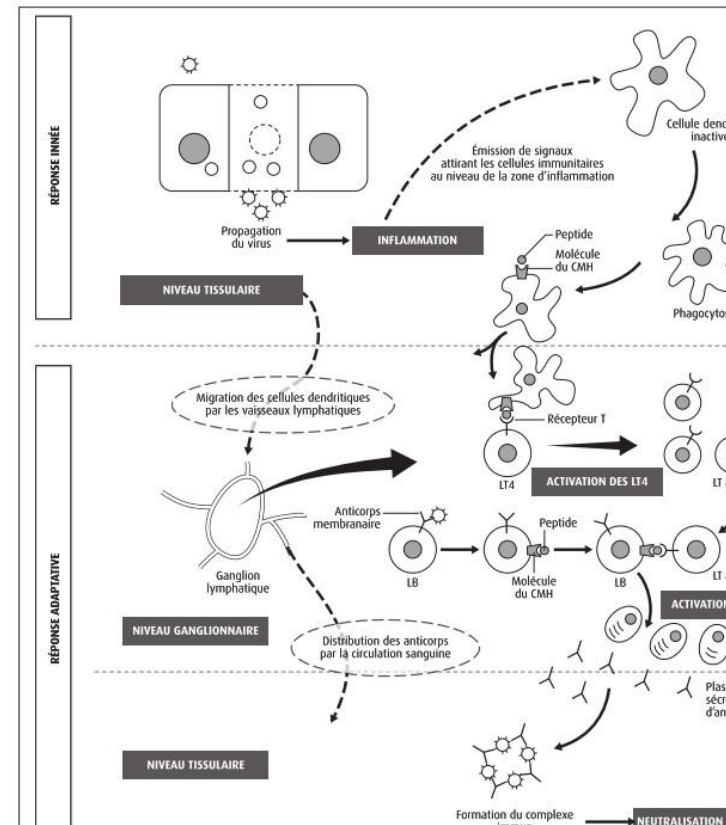 RÉPONSE INNÉE
Cellule dend
inactive
Émission de signaux
attirant les cellules immunitaires
au niveau de la zone d'inflammation
Propagation
du virus
INFLAMMATION
Peptide
Molécule
du CMH
NIVEAU TISSULAIRE
Phagocytos
RÉPONSE ADAPTATIVE
Migration des cellules dendritiques
par les vaisseaux lymphatiques
Récepteur T
LT4
ACTIVATION DES LT4
LT
Anticorps
membranaire
Peptide
LB
Molécule
du CMH
LB
LT
Ganglion
lymphatique
ACTIVATION
NIVEAU GANGLIONNAIRE
Distribution des anticorps
par la circulation sanguine
Plas
sécr
d'an
NIVEAU TISSULAIRE
Formation du complexe
NEUTRALISATION